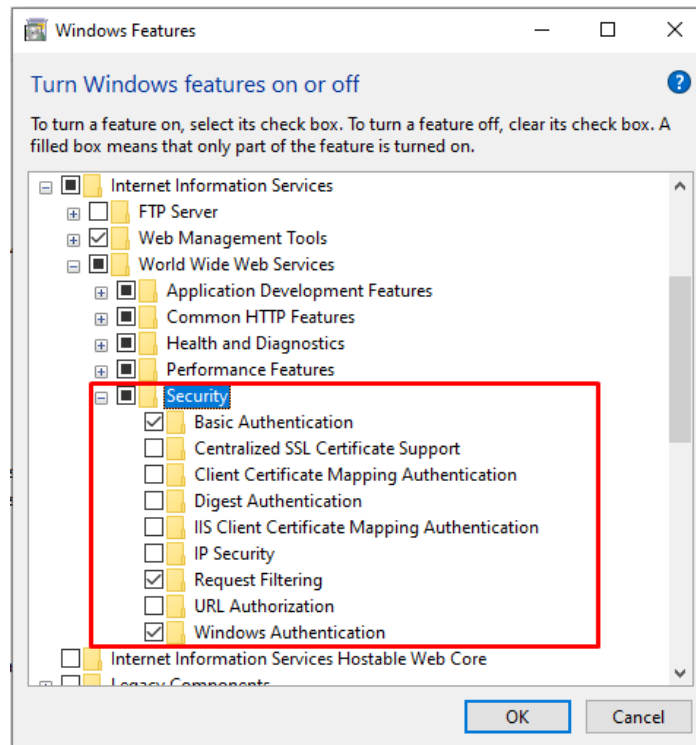 Windows Features
Turn Windows features on or off
To turn a feature on, select its check box. To turn a feature off, clear its check box. A
filled box means that only part of the feature is turned on.
Internet Information Services
FTP Server
Web Management Tools
World Wide Web Services
Application Development Features
Common HTTP Features
Health and Diagnostics
Performance Features
Security
Basic Authentication
Centralized SSL Certificate Support
Client Certificate Mapping Authentication
Digest Authentication
IIS Client Certificate Mapping Authentication
IP Security
Request Filtering
URL Authorization
Windows Authentication
Internet Information Services Hostable Web Core
Legacy Components
OK Cancel